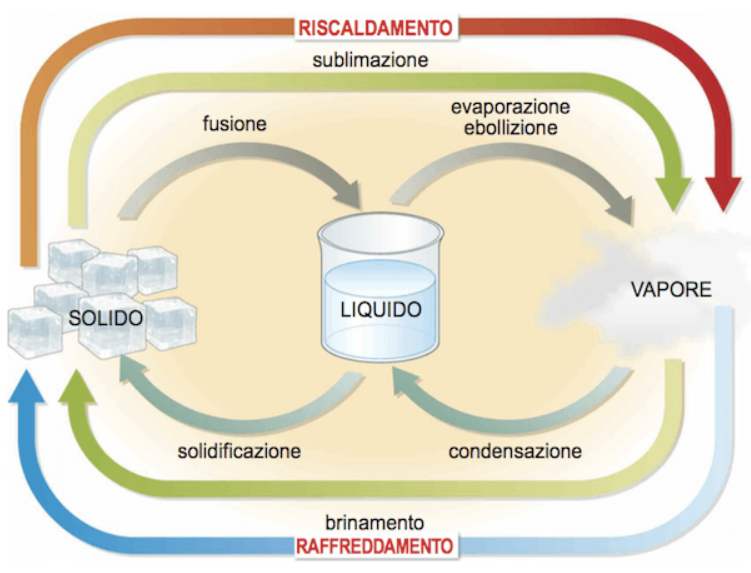 RISCALDAMENTO
sublimazione
fusione
evaporazione
ebollizione
SOLIDO
LIQUIDO
VAPORE
solidificazione
condensazione
brinamento
RAFFREDDAMENTO